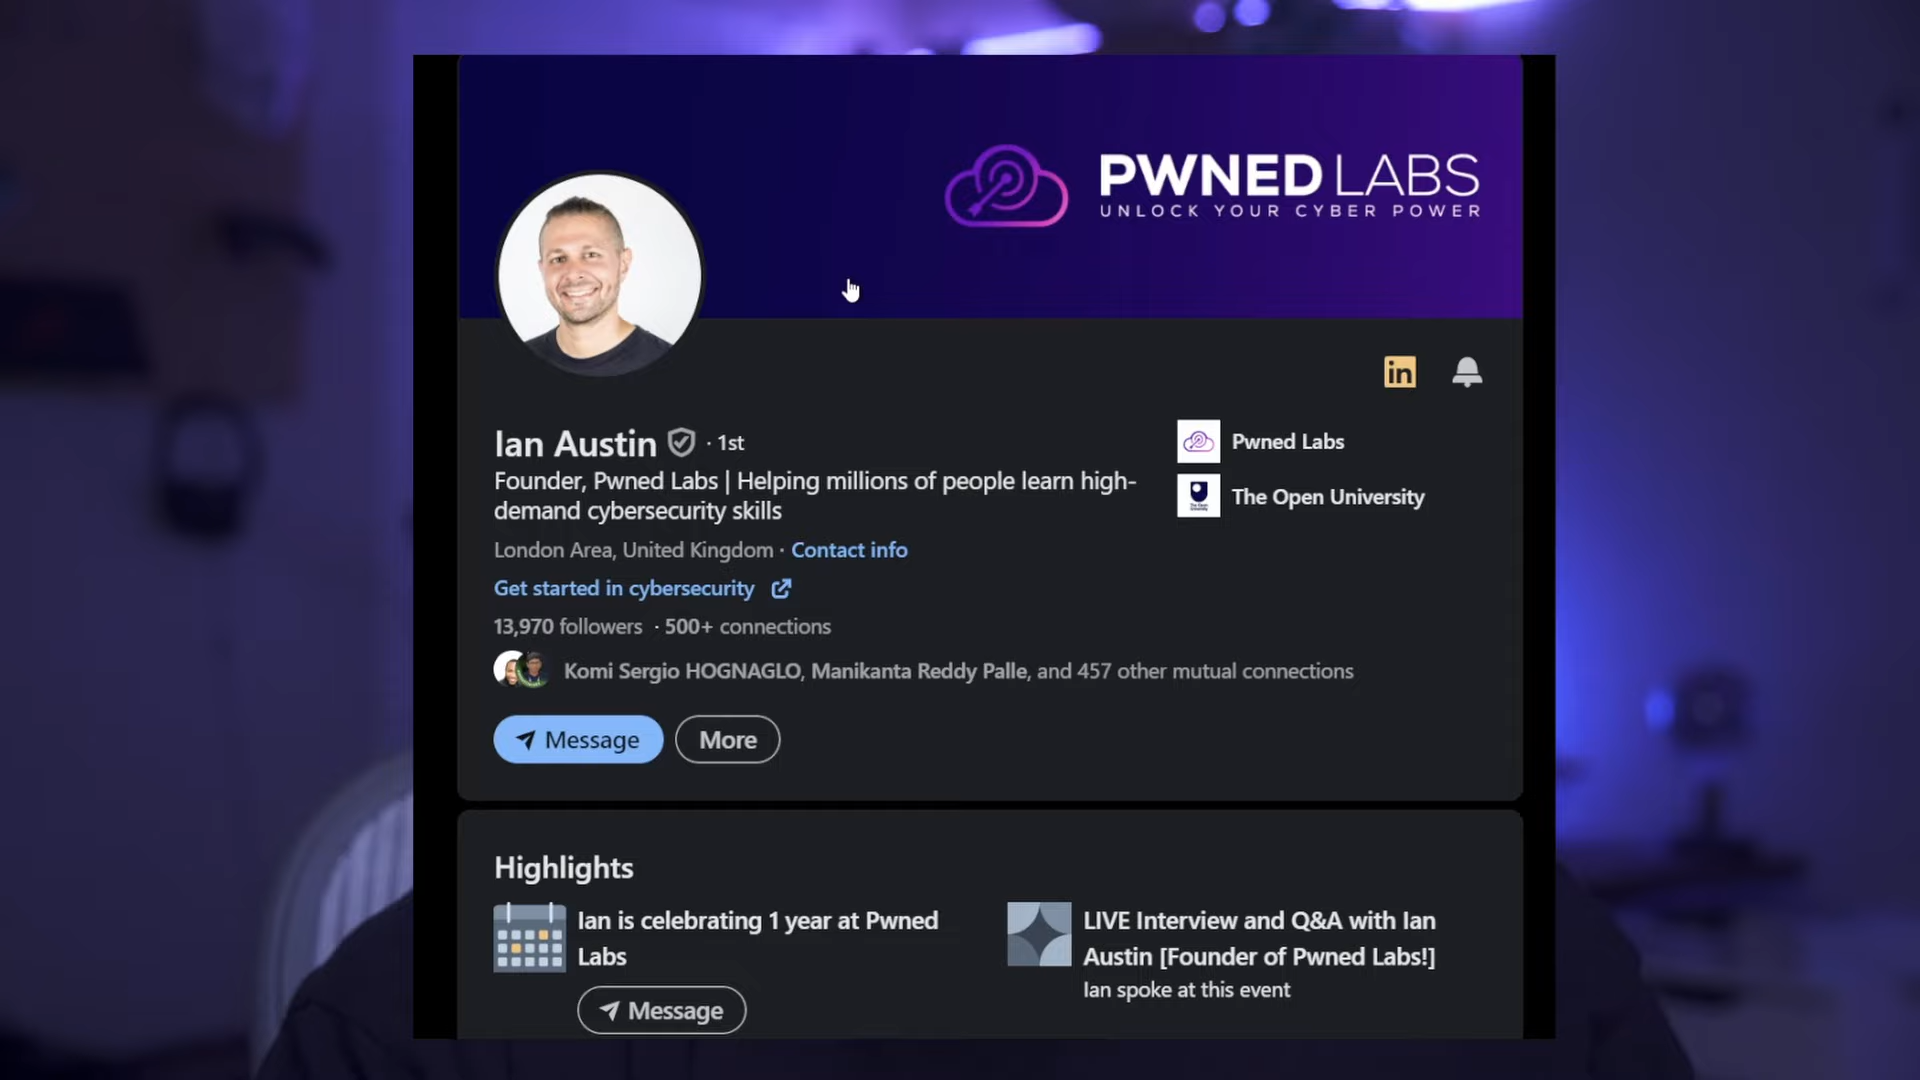 PWNED LABS
UNLOCK YOUR CYBER POWER
in
Ian Austin · 1st
Founder, Pwned Labs | Helping millions of people learn high-
demand cybersecurity skills
London Area, United Kingdom · Contact info
Get started in cybersecurity
13,970 followers · 500+ connections
Komi Sergio HOGNAGLO, Manikanta Reddy Palle, and 457 other mutual connections
Message
More
Pwned Labs
The Open University
Highlights
Ian is celebrating 1 year at Pwned
Labs
Message
LIVE Interview and Q&A with Ian
Austin [Founder of Pwned Labs!]
Ian spoke at this event